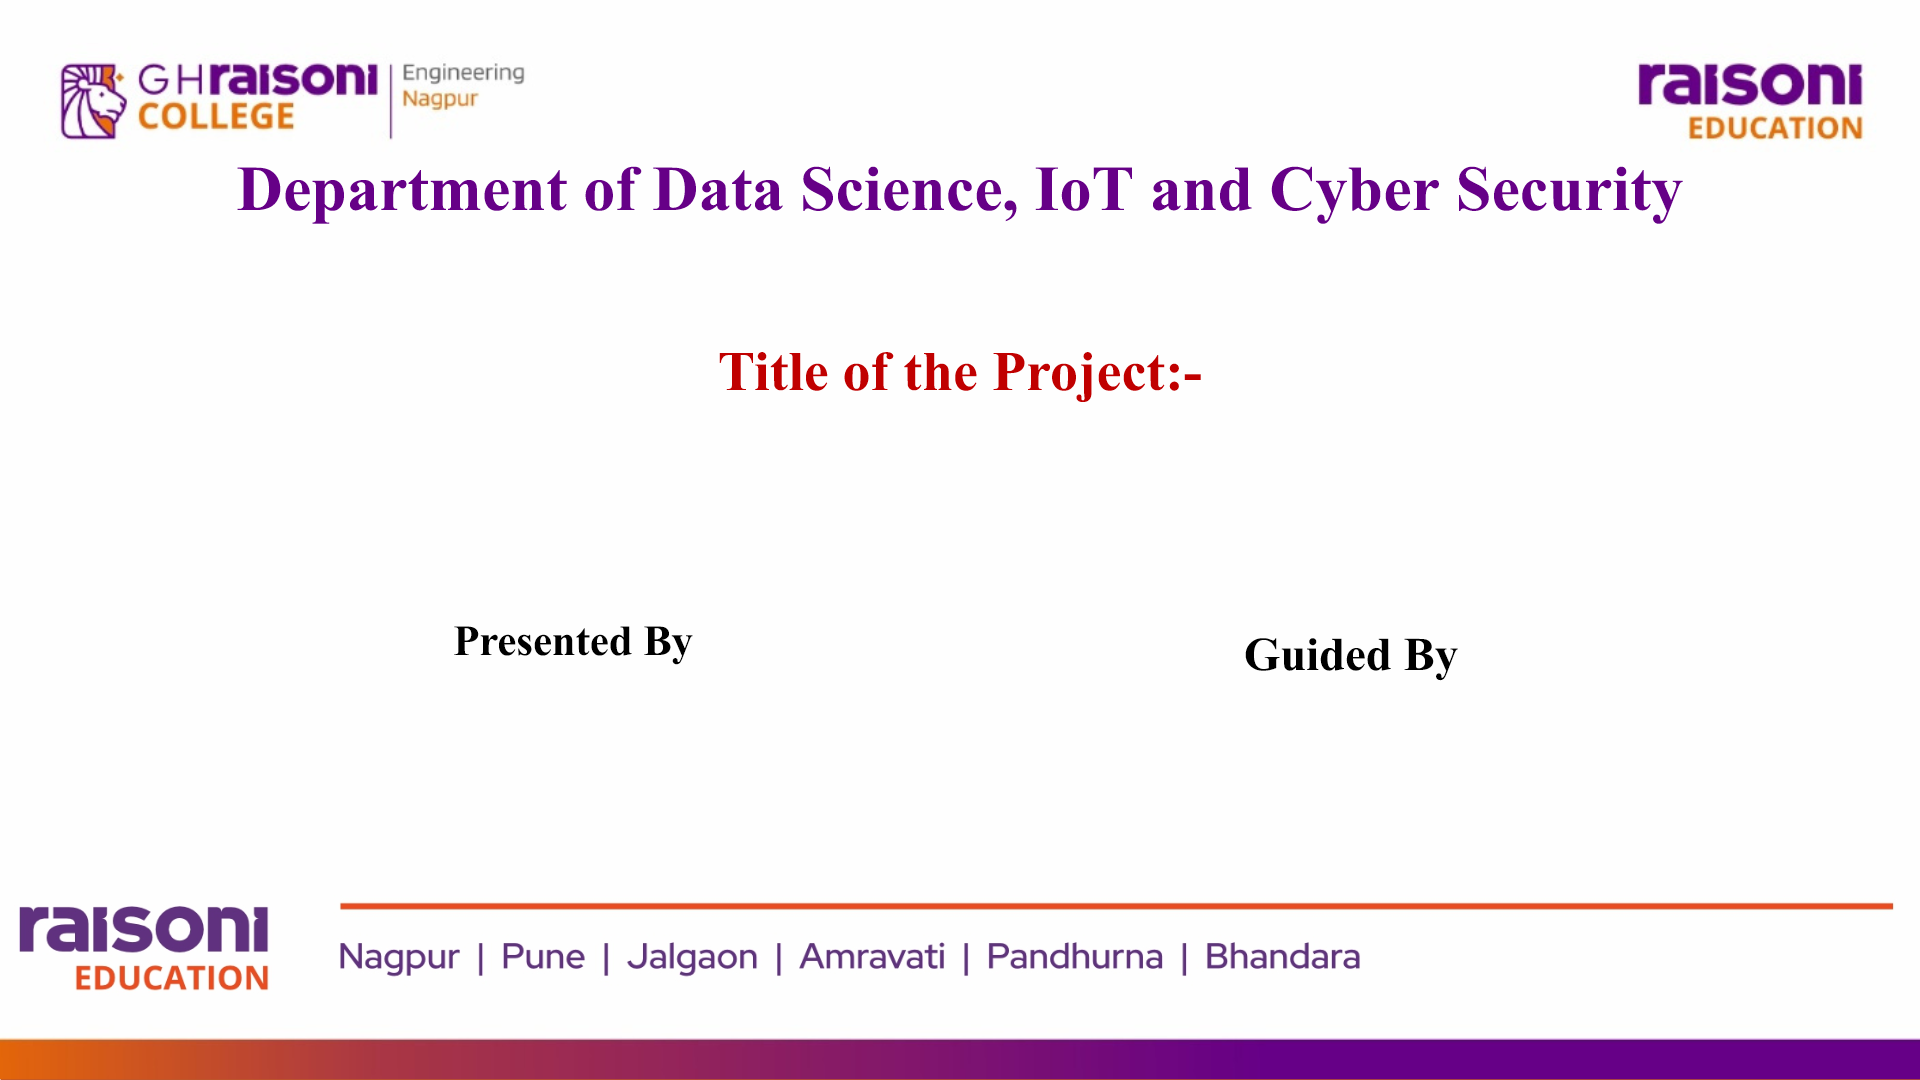 GHraisoni
COLLEGE
Engineering
Nagpur
raisoni
EDUCATION
Department of Data Science, IoT and Cyber Security
Title of the Project:-
Presented By
Guided By
raisoni
EDUCATION
Nagpur | Pune | Jalgaon | Amravati | Pandhurna | Bhandara